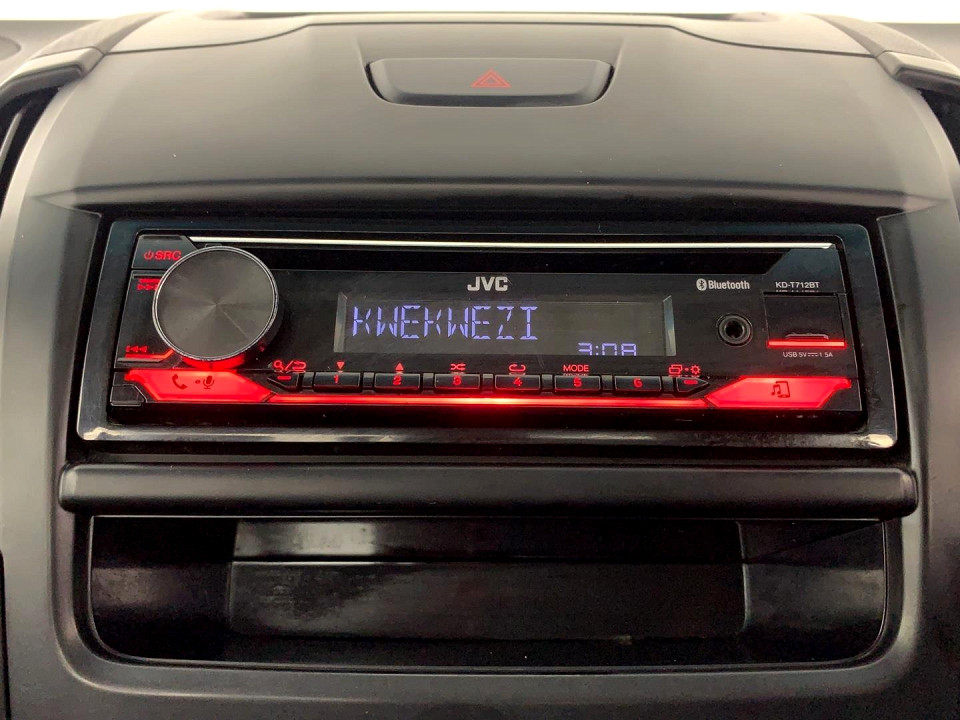 SRC
JVC
Bluetooth
KD-T712BT
KWEKWEZI
3:08
USB 5V 1.5A
MODE
1 2 3 4 5 6